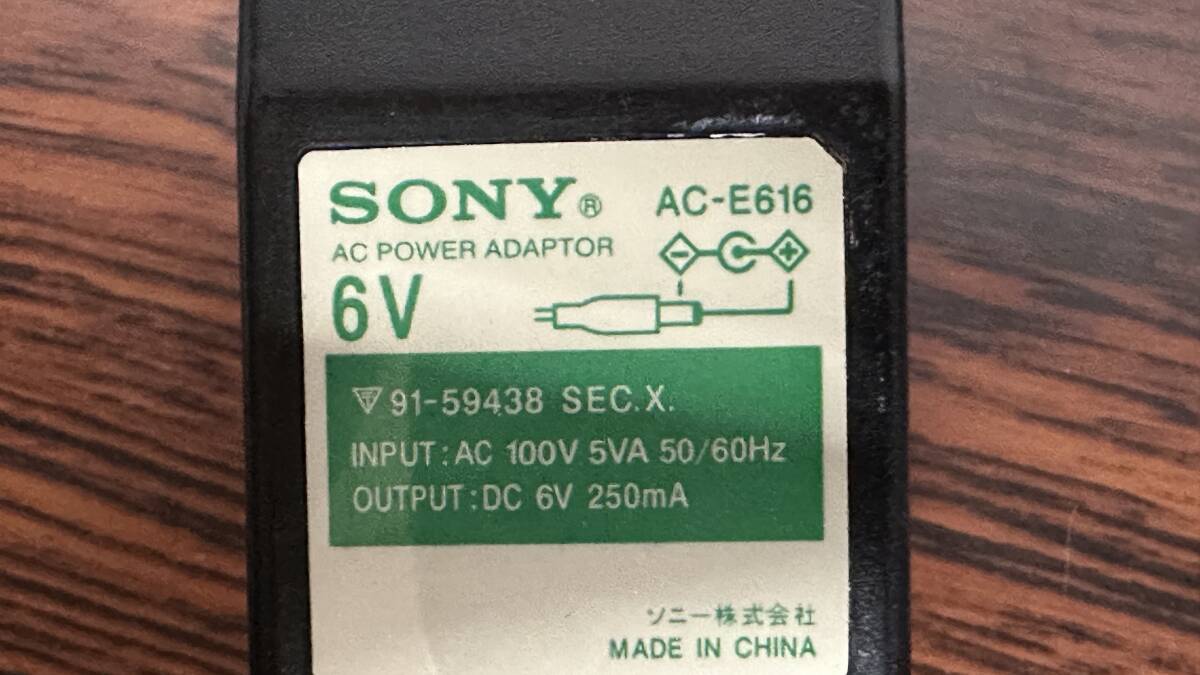 SONY® AC-E616
AC POWER ADAPTOR
6V
91-59438 SEC.X.
INPUT:AC 100V 5VA 50/60Hz
OUTPUT:DC 6V 250mA
ソニー株式会社
MADE IN CHINA